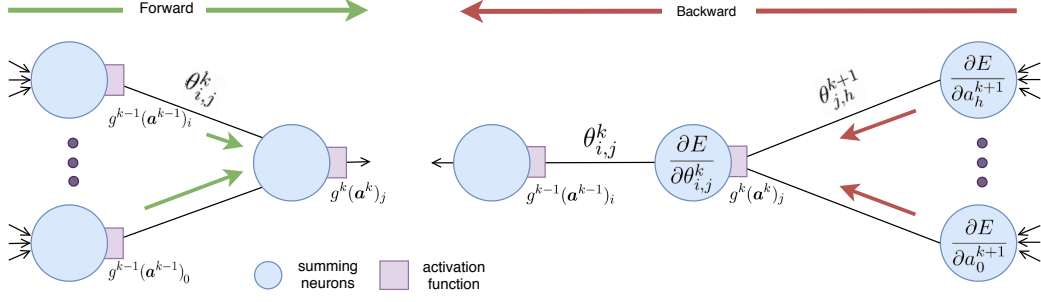 Forward
Backward
θ^k_{i,j}
g^{k-1}(a^{k-1})_i
g^k(a^k)_j
g^{k-1}(a^{k-1})_0
summing
neurons
activation
function
θ^k_{i,j}
g^{k-1}(a^{k-1})_i
∂E
∂θ^k_{i,j}
g^k(a^k)_j
θ^{k+1}_{j,h}
∂E
∂a^{k+1}_h
∂E
∂a^{k+1}_0